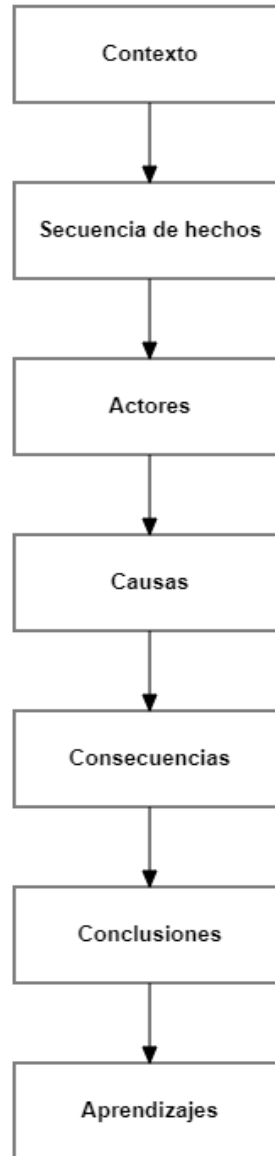 Contexto
Secuencia de hechos
Actores
Causas
Consecuencias
Conclusiones
Aprendizajes